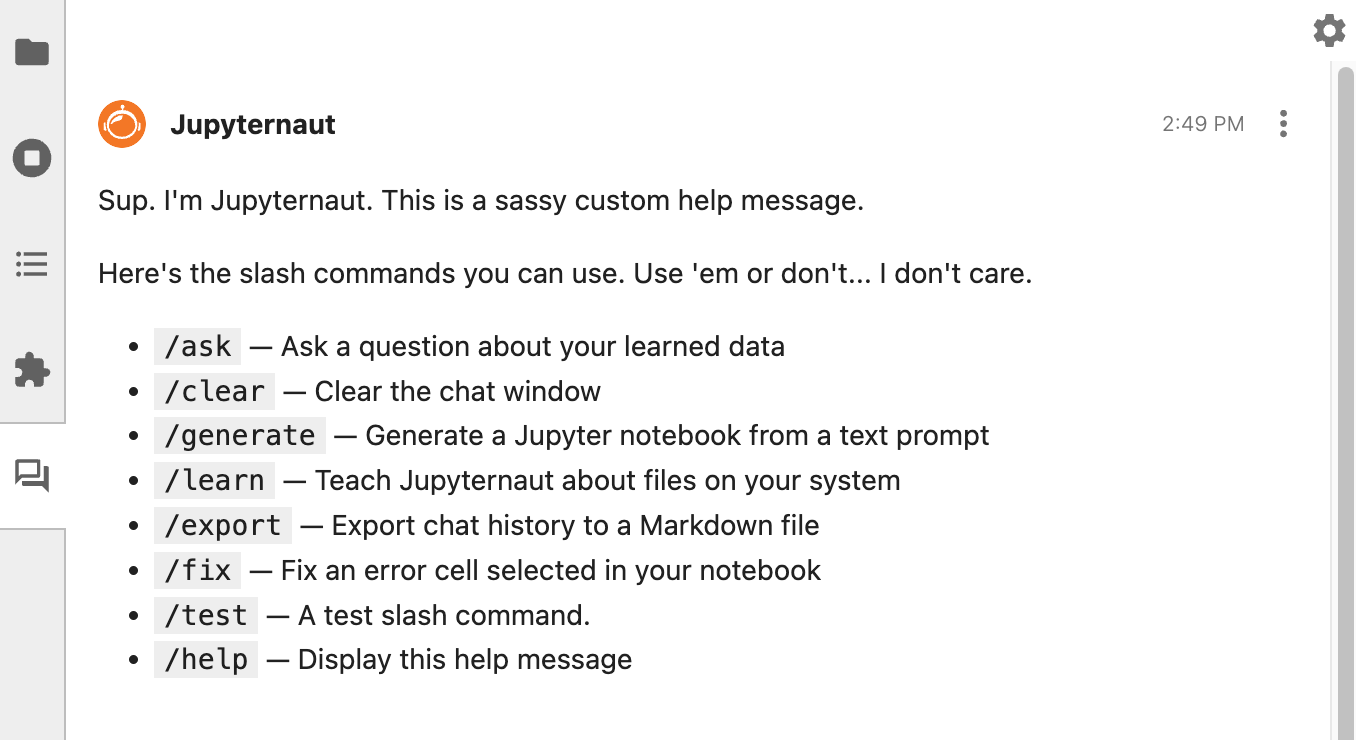 Jupyternaut
2:49 PM
Sup. I'm Jupyternaut. This is a sassy custom help message.
Here's the slash commands you can use. Use 'em or don't... I don't care.
• /ask — Ask a question about your learned data
• /clear — Clear the chat window
• /generate — Generate a Jupyter notebook from a text prompt
• /learn — Teach Jupyternaut about files on your system
• /export — Export chat history to a Markdown file
• /fix — Fix an error cell selected in your notebook
• /test — A test slash command.
• /help — Display this help message